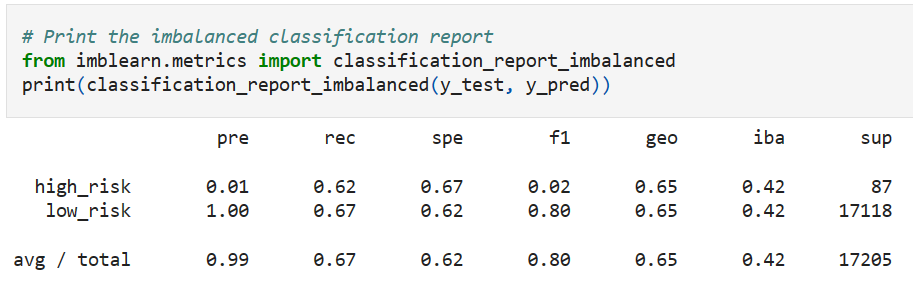 # Print the imbalanced classification report
from imblearn.metrics import classification_report_imbalanced
print(classification_report_imbalanced(y_test, y_pred))
pre rec spe f1 geo iba sup
high_risk 0.01 0.62 0.67 0.02 0.65 0.42 87
low_risk 1.00 0.67 0.62 0.80 0.65 0.42 17118
avg / total 0.99 0.67 0.62 0.80 0.65 0.42 17205